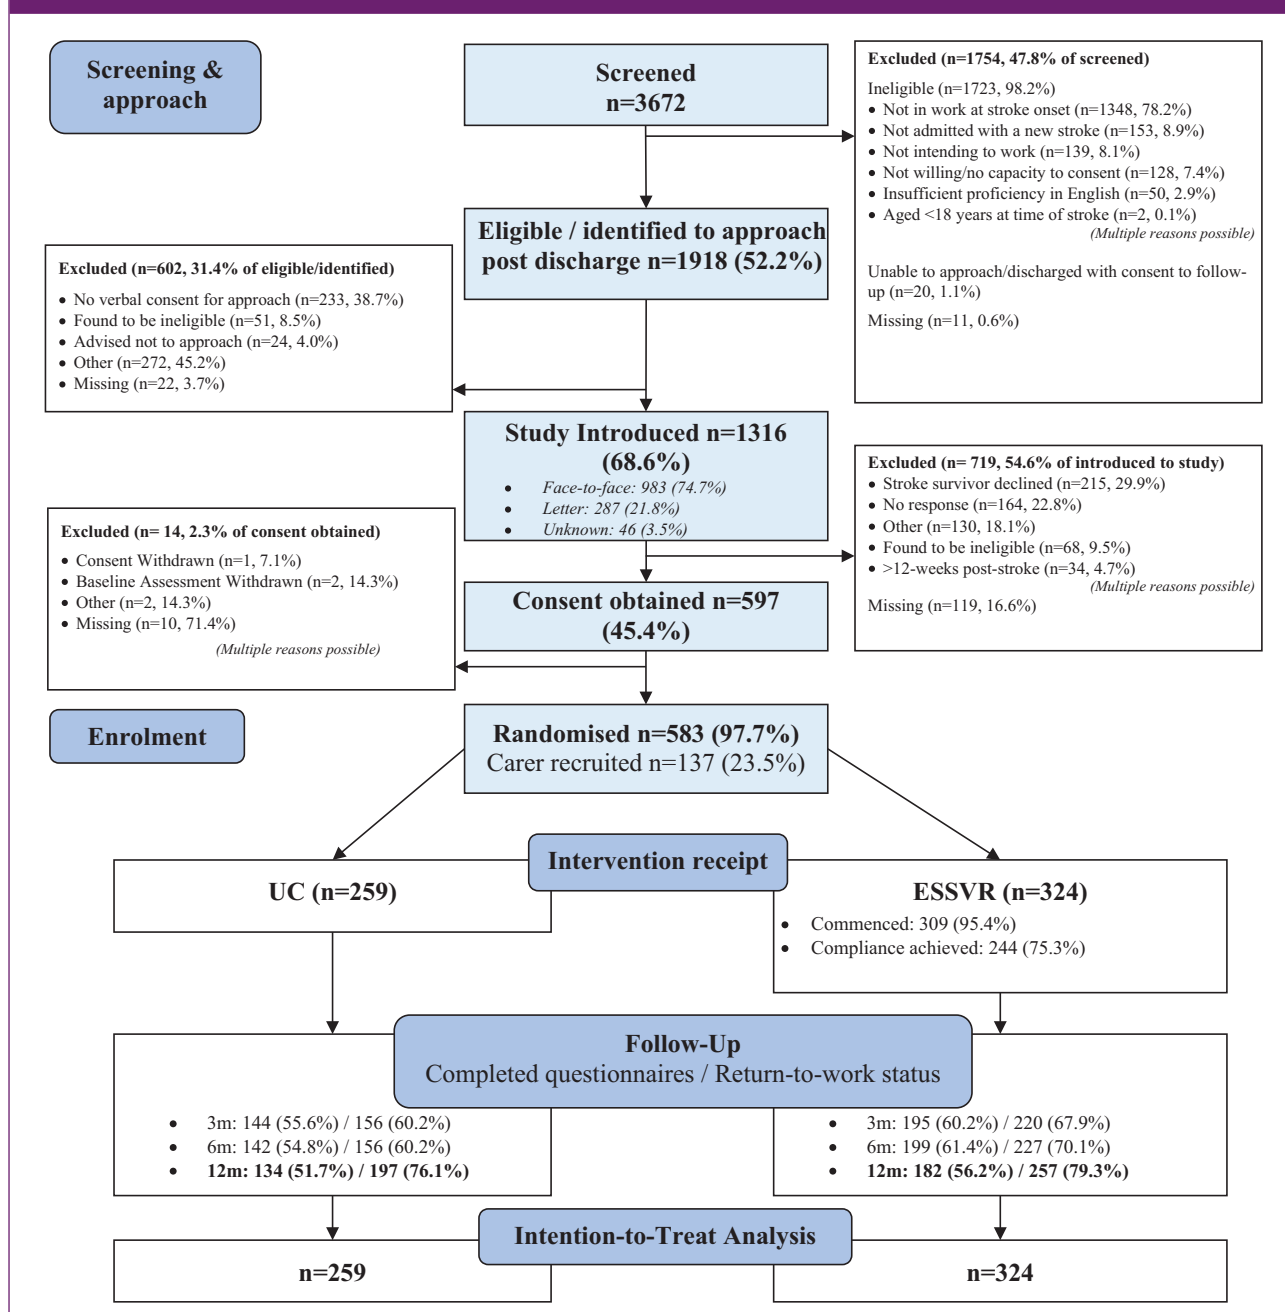 Screening &
approach
Screened
n=3672
Excluded (n=1754, 47.8% of screened)
Ineligible (n=1723, 98.2%)
• Not in work at stroke onset (n=1348, 78.2%)
• Not admitted with a new stroke (n=153, 8.9%)
• Not intending to work (n=139, 8.1%)
• Not willing/no capacity to consent (n=128, 7.4%)
• Insufficient proficiency in English (n=50, 2.9%)
• Aged <18 years at time of stroke (n=2, 0.1%)
(Multiple reasons possible)
Unable to approach/discharged with consent to follow-
up (n=20, 1.1%)
Missing (n=11, 0.6%)
Eligible / identified to approach
post discharge n=1918 (52.2%)
Excluded (n=602, 31.4% of eligible/identified)
• No verbal consent for approach (n=233, 38.7%)
• Found to be ineligible (n=51, 8.5%)
• Advised not to approach (n=24, 4.0%)
• Other (n=272, 45.2%)
• Missing (n=22, 3.7%)
Study Introduced n=1316
(68.6%)
• Face-to-face: 983 (74.7%)
• Letter: 287 (21.8%)
• Unknown: 46 (3.5%)
Excluded (n= 719, 54.6% of introduced to study)
• Stroke survivor declined (n=215, 29.9%)
• No response (n=164, 22.8%)
• Other (n=130, 18.1%)
• Found to be ineligible (n=68, 9.5%)
• >12-weeks post-stroke (n=34, 4.7%)
(Multiple reasons possible)
Missing (n=119, 16.6%)
Excluded (n= 14, 2.3% of consent obtained)
• Consent Withdrawn (n=1, 7.1%)
• Baseline Assessment Withdrawn (n=2, 14.3%)
• Other (n=2, 14.3%)
• Missing (n=10, 71.4%)
(Multiple reasons possible)
Consent obtained n=597
(45.4%)
Enrolment
Randomised n=583 (97.7%)
Carer recruited n=137 (23.5%)
Intervention receipt
UC (n=259)
ESSVR (n=324)
• Commenced: 309 (95.4%)
• Compliance achieved: 244 (75.3%)
Follow-Up
Completed questionnaires / Return-to-work status
• 3m: 144 (55.6%) / 156 (60.2%)
• 6m: 142 (54.8%) / 156 (60.2%)
• 12m: 134 (51.7%) / 197 (76.1%)
• 3m: 195 (60.2%) / 220 (67.9%)
• 6m: 199 (61.4%) / 227 (70.1%)
• 12m: 182 (56.2%) / 257 (79.3%)
Intention-to-Treat Analysis
n=259
n=324